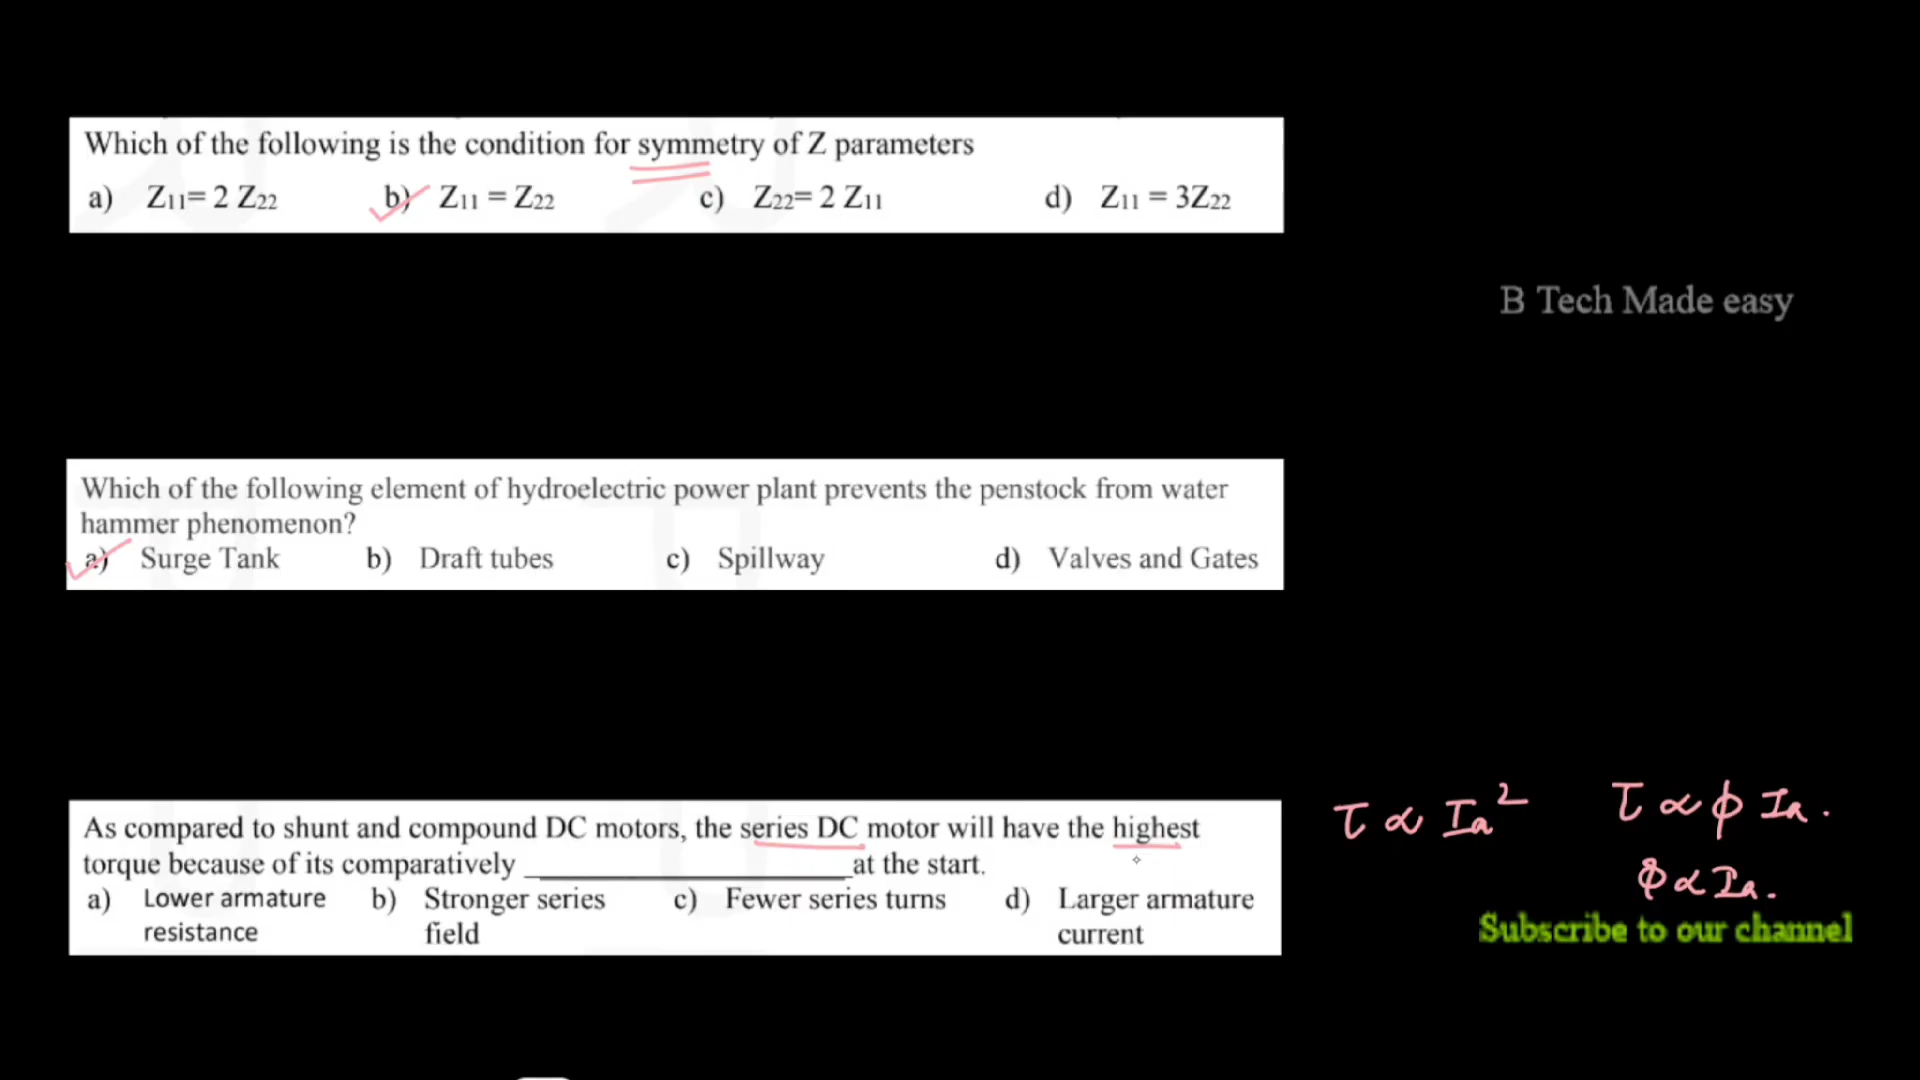 Which of the following is the condition for symmetry of Z parameters
a) Z11= 2 Z22 b) Z11 = Z22 c) Z22= 2 Z11 d) Z11 = 3Z22
B Tech Made easy
Which of the following element of hydroelectric power plant prevents the penstock from water
hammer phenomenon?
a) Surge Tank b) Draft tubes c) Spillway d) Valves and Gates
As compared to shunt and compound DC motors, the series DC motor will have the highest
torque because of its comparatively ____________________at the start.
a) Lower armature b) Stronger series c) Fewer series turns d) Larger armature
resistance field current
τ ∝ Ia² τ ∝ ϕ Ia.
ϕ ∝ Ia.
Subscribe to our channel